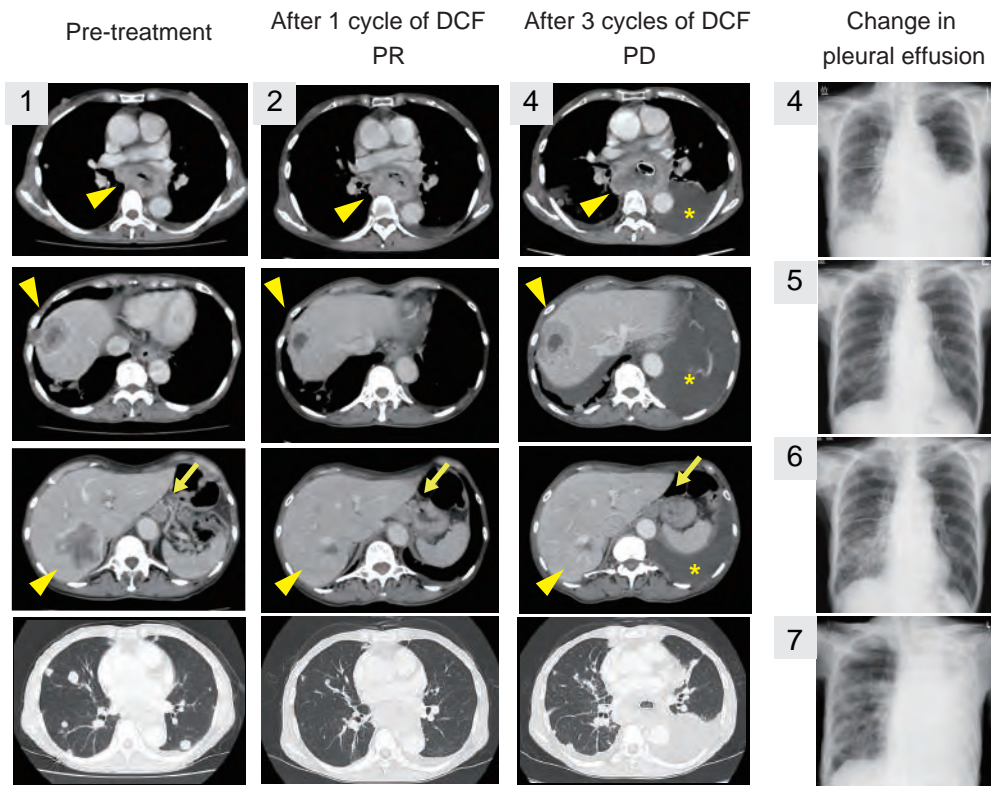 Pre-treatment
After 1 cycle of DCF
PR
After 3 cycles of DCF
PD
Change in
pleural effusion
1
2
4
4
位
*
5
*
6
*
7